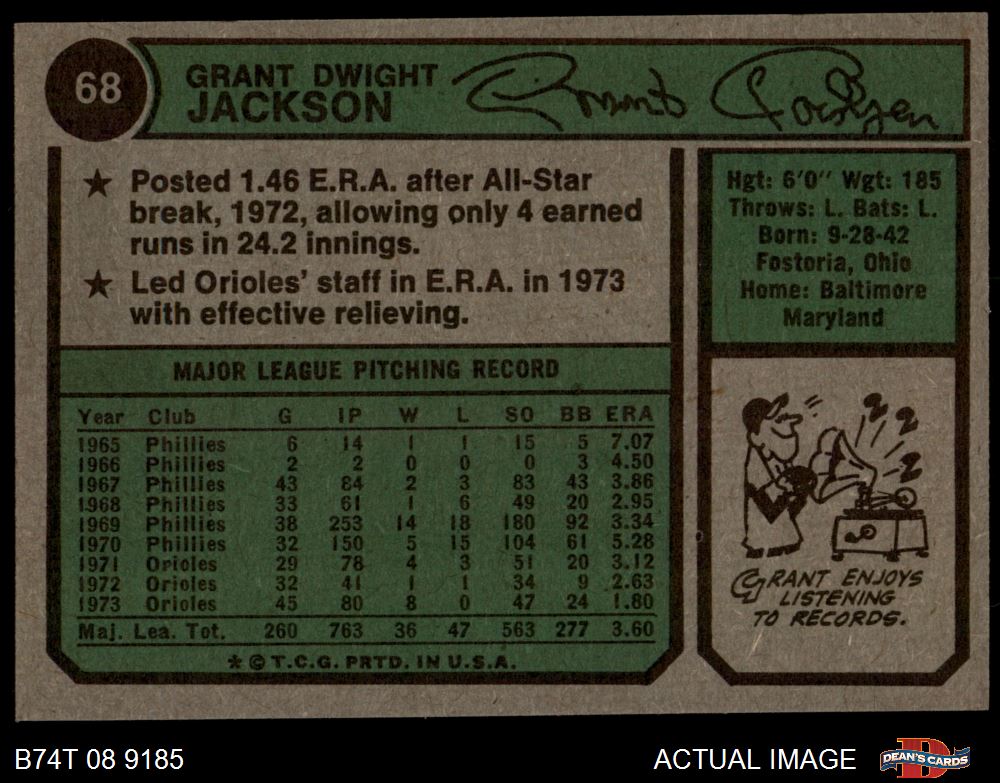 68
GRANT DWIGHT
JACKSON
Grant Jackson
★ Posted 1.46 E.R.A. after All-Star
break, 1972, allowing only 4 earned
runs in 24.2 innings.
★ Led Orioles' staff in E.R.A. in 1973
with effective relieving.
Hgt: 6'0" Wgt: 185
Throws: L. Bats: L.
Born: 9-28-42
Fostoria, Ohio
Home: Baltimore
Maryland
MAJOR LEAGUE PITCHING RECORD
Year Club G IP W L SO BB ERA
1965 Phillies 6 14 1 1 15 5 7.07
1966 Phillies 2 2 0 0 0 3 4.50
1967 Phillies 43 84 2 3 83 43 3.86
1968 Phillies 33 61 1 6 49 20 2.95
1969 Phillies 38 253 14 18 180 92 3.34
1970 Phillies 32 150 5 15 104 61 5.28
1971 Orioles 29 78 4 3 51 20 3.12
1972 Orioles 32 41 1 1 34 9 2.63
1973 Orioles 45 80 8 0 47 24 1.80
Maj. Lea. Tot. 260 763 36 47 563 277 3.60
* © T.C.G. PRTD. IN U.S.A.
Z Z Z
GRANT ENJOYS
LISTENING
TO RECORDS.
B74T 08 9185
ACTUAL IMAGE
D
DEAN'S CARDS